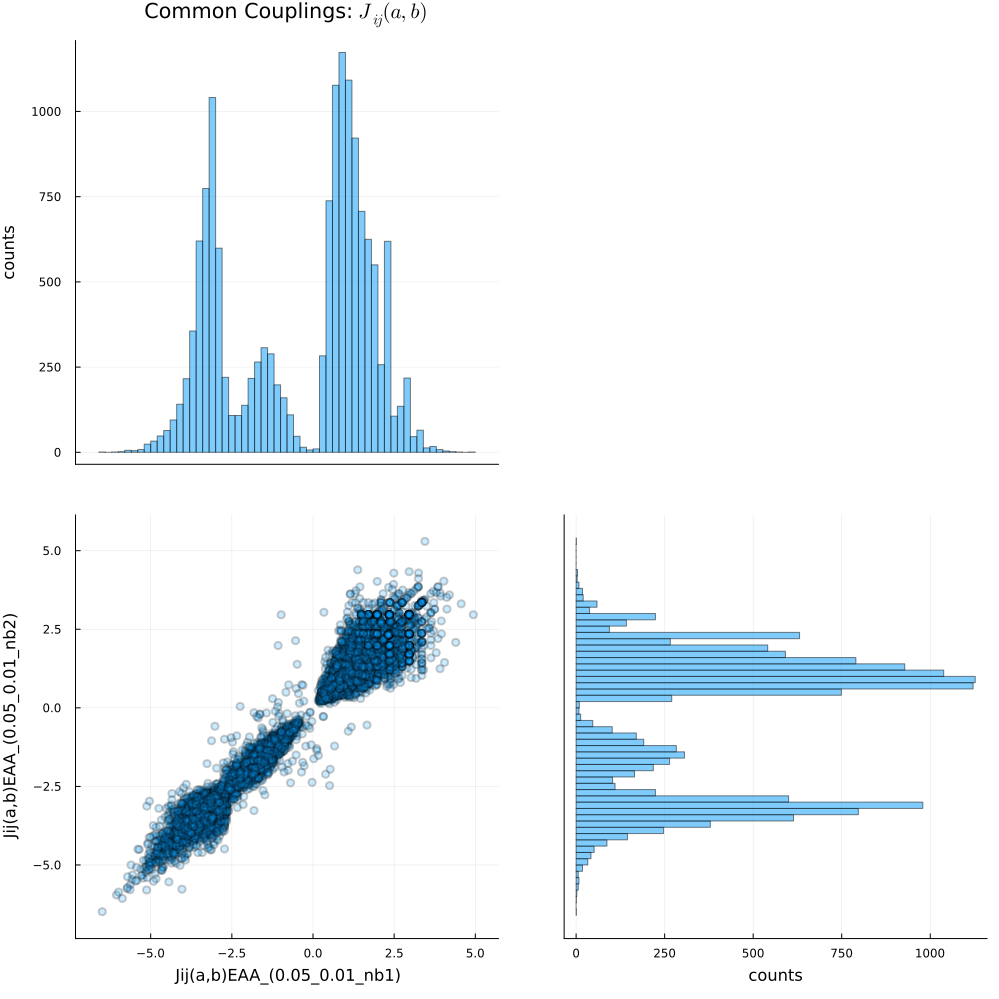 Common Couplings: J_{ij}(a, b)
1000
750
500
250
0
counts
5.0
2.5
0.0
−2.5
−5.0
Jij(a,b)EAA_(0.05_0.01_nb2)
−5.0 −2.5 0.0 2.5 5.0
Jij(a,b)EAA_(0.05_0.01_nb1)
0 250 500 750 1000
counts